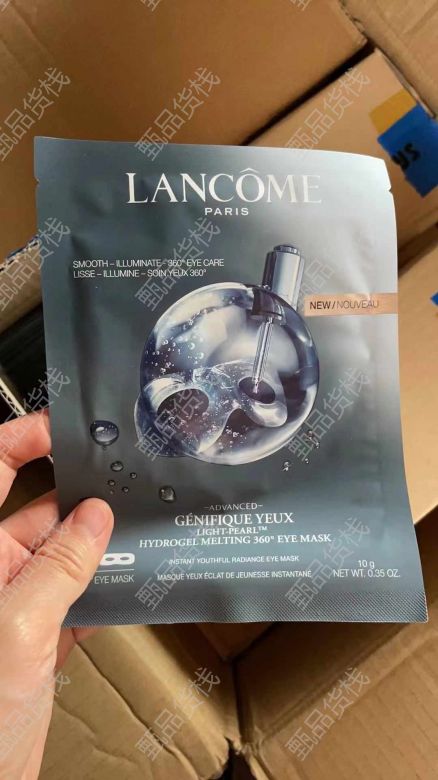 LANCÔME
PARIS
SMOOTH – ILLUMINATE – 360° EYE CARE
LISSE – ILLUMINE – SOIN YEUX 360°
NEW / NOUVEAU
–ADVANCED–
GÉNIFIQUE YEUX
LIGHT-PEARL™
HYDROGEL MELTING 360° EYE MASK
INSTANT YOUTHFUL RADIANCE EYE MASK
MASQUE YEUX ÉCLAT DE JEUNESSE INSTANTANÉ
EYE MASK
10 g
NET WT. 0.35 OZ.
甄品货栈